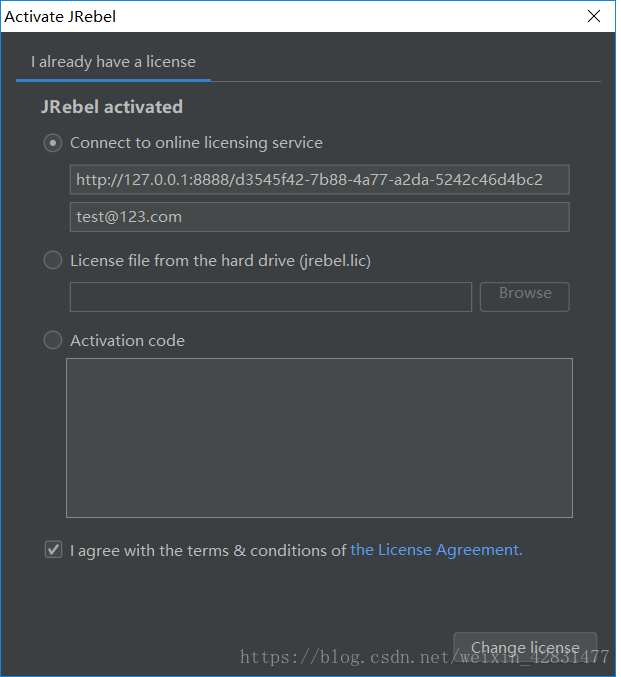 Activate JRebel
I already have a license
JRebel activated
Connect to online licensing service
http://127.0.0.1:8888/d3545f42-7b88-4a77-a2da-5242c46d4bc2
test@123.com
License file from the hard drive (jrebel.lic)
Browse
Activation code
I agree with the terms & conditions of the License Agreement.
Change license
https://blog.csdn.net/weixin_42831477